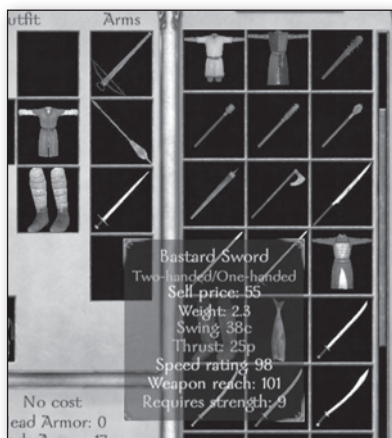 utfit
Arms
Bastard Sword
Two-handed/One-handed
Sell price: 55
Weight: 2.3
Swing: 38c
Thrust: 25p
Speed rating: 98
Weapon reach: 101
Requires strength: 9
No cost
ead Armor: 0